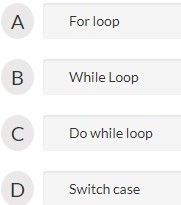 A For loop
B While Loop
C Do while loop
D Switch case